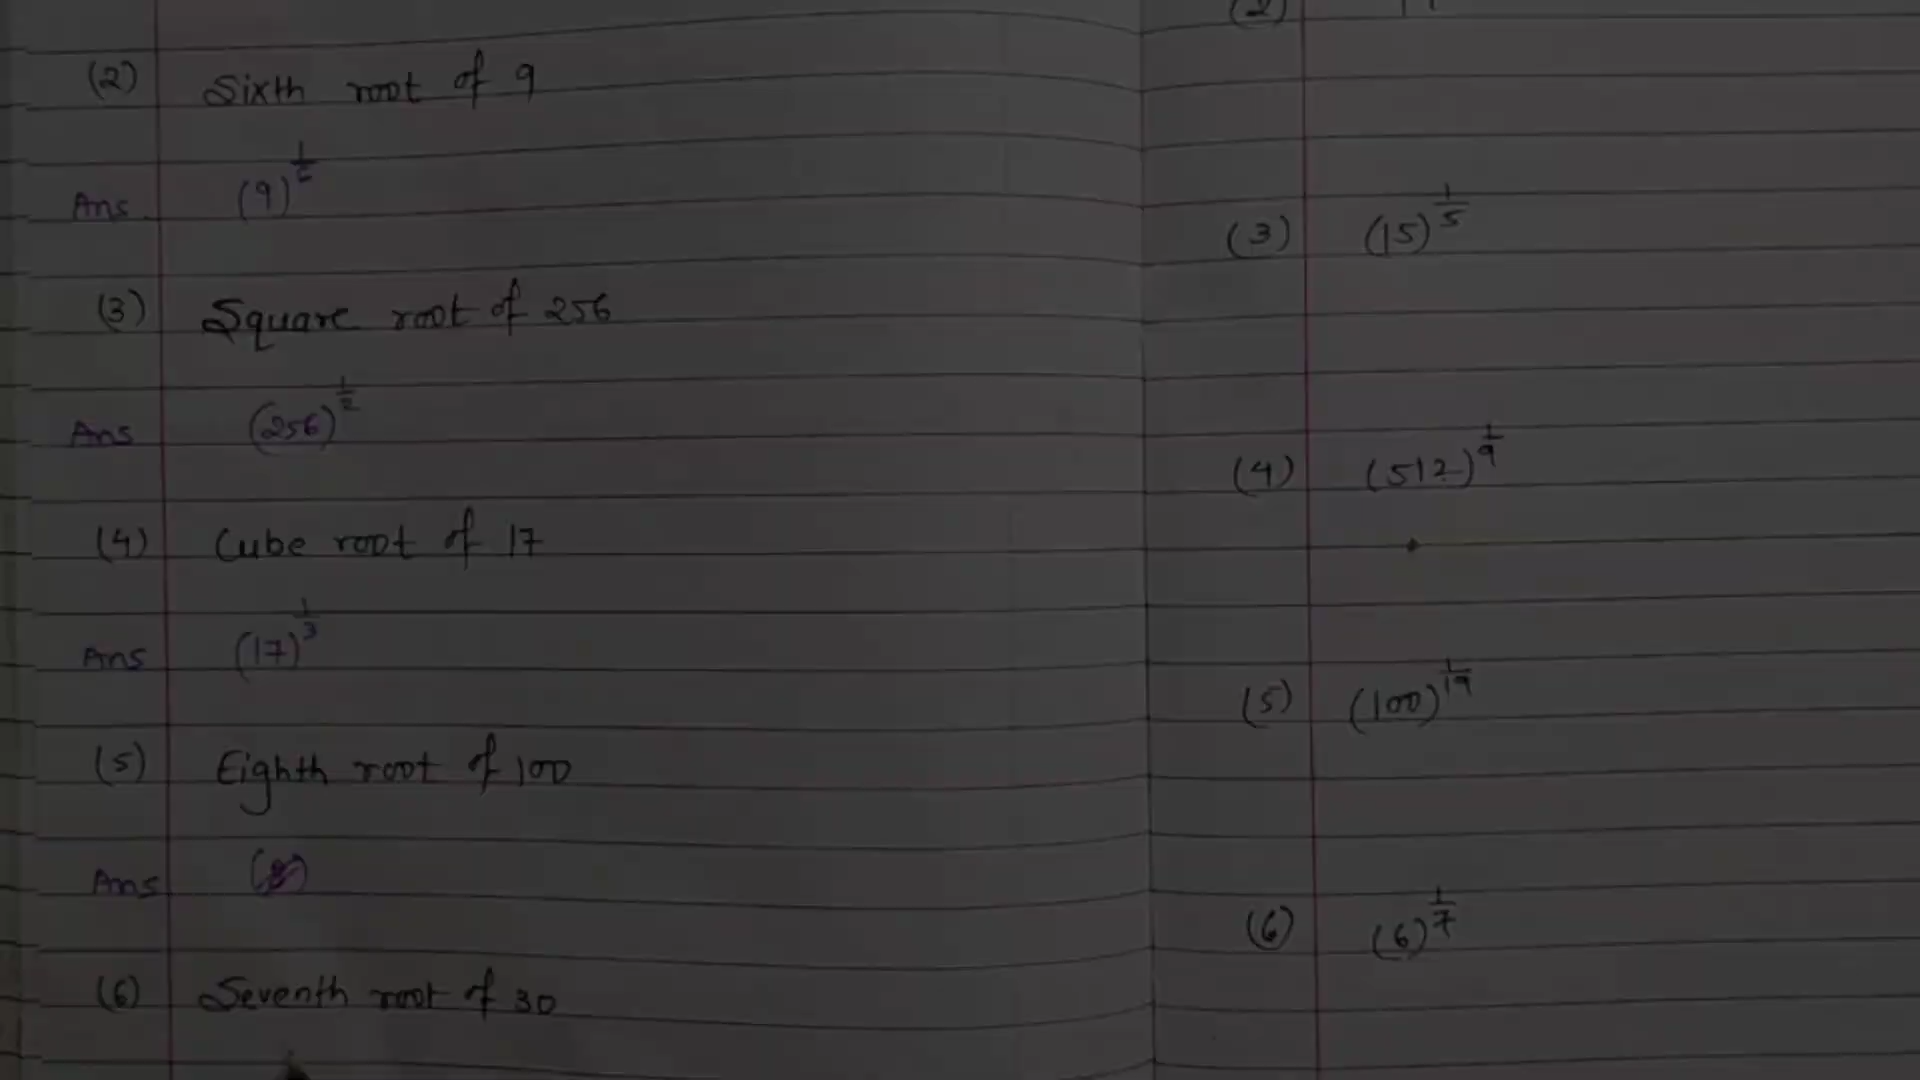 (2) Sixth root of 9
Ans (9)^
(3) Square root of 256
Ans (256)^1/2
(4) Cube root of 17
Ans (17)^1/3
(5) Eighth root of 100
Ans
(6) Seventh root of 30
(2)
(3) (15)^1/5
(4) (512)^1/9
(5) (100)^1/19
(6) (6)^1/7